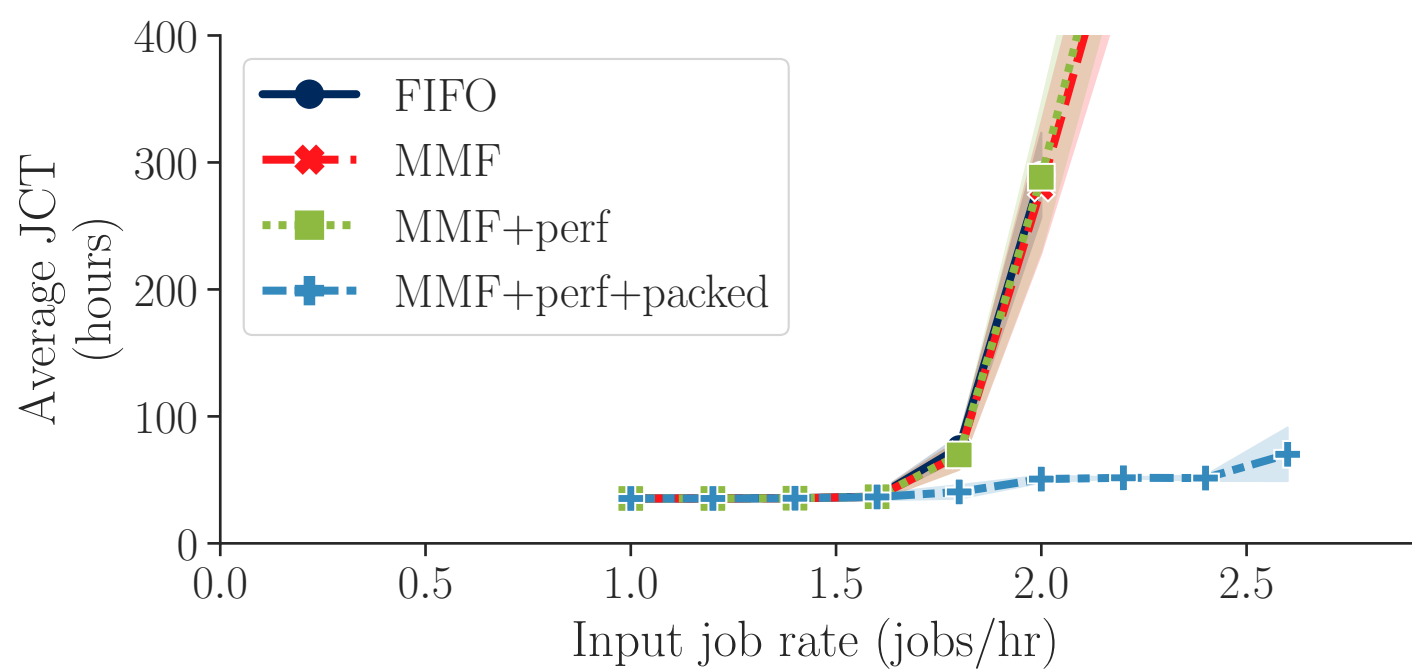 400
300
200
100
0
Average JCT
(hours)
FIFO
MMF
MMF+perf
MMF+perf+packed
0.0 0.5 1.0 1.5 2.0 2.5
Input job rate (jobs/hr)